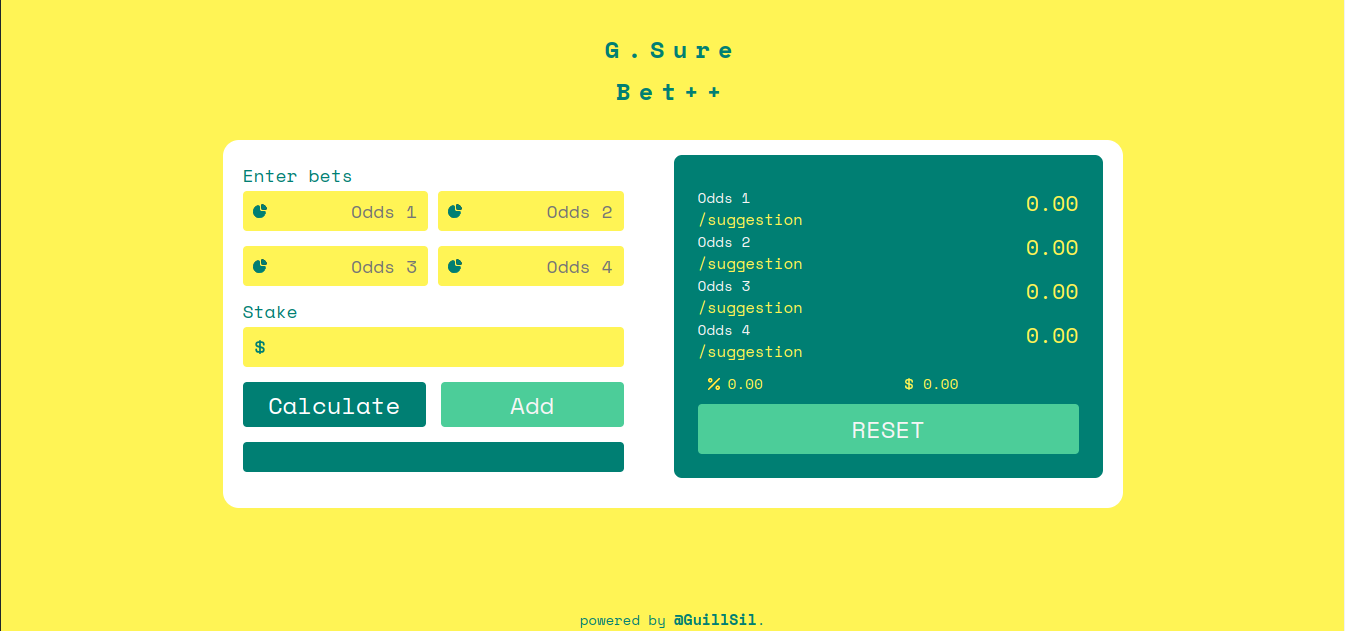 G.Sure
Bet++
Enter bets
Odds 1
Odds 2
Odds 3
Odds 4
Stake
$
Calculate
Add
Odds 1
/suggestion
0.00
Odds 2
/suggestion
0.00
Odds 3
/suggestion
0.00
Odds 4
/suggestion
0.00
% 0.00
$ 0.00
RESET
powered by @GuillSil.